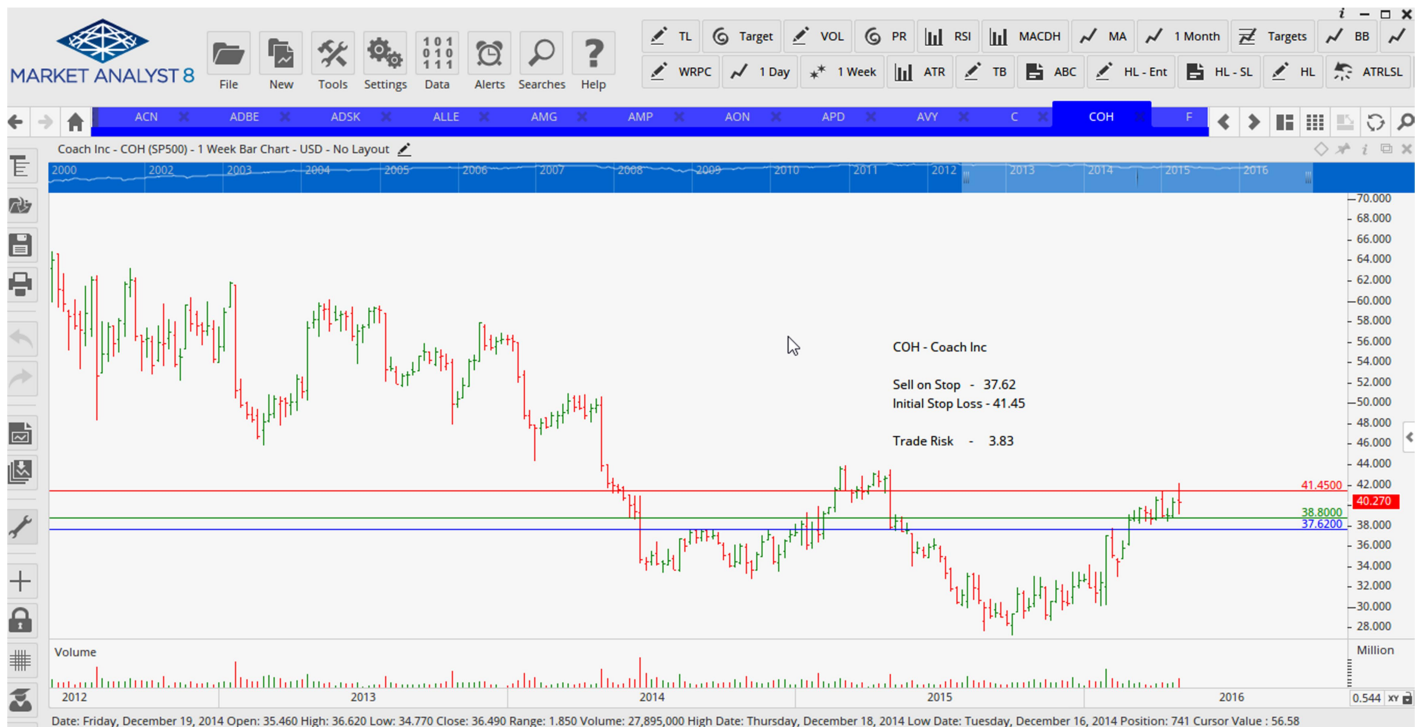 MARKET ANALYST 8
File New Tools Settings Data Alerts Searches Help
101
010
111
TL Target VOL PR RSI MACDH MA 1 Month Targets BB
WRPC 1 Day 1 Week ATR TB ABC HL - Ent HL - SL HL ATRLSL
ACN ADBE ADSK ALLE AMG AMP AON APD AVY C COH F
Coach Inc - COH (SP500) - 1 Week Bar Chart - USD - No Layout
2000 2002 2003 2004 2005 2006 2007 2008 2009 2010 2011 2012 2013 2014 2015 2016
70.000
68.000
66.000
64.000
62.000
60.000
58.000
56.000
54.000
52.000
50.000
48.000
46.000
44.000
42.000
40.270
38.000
36.000
34.000
32.000
30.000
28.000
COH - Coach Inc
Sell on Stop - 37.62
Initial Stop Loss - 41.45
Trade Risk - 3.83
41.4500
38.8000
37.6200
Volume
Million
2012 2013 2014 2015 2016
0.544 XY
Date: Friday, December 19, 2014 Open: 35.460 High: 36.620 Low: 34.770 Close: 36.490 Range: 1.850 Volume: 27,895,000 High Date: Thursday, December 18, 2014 Low Date: Tuesday, December 16, 2014 Position: 741 Cursor Value : 56.58